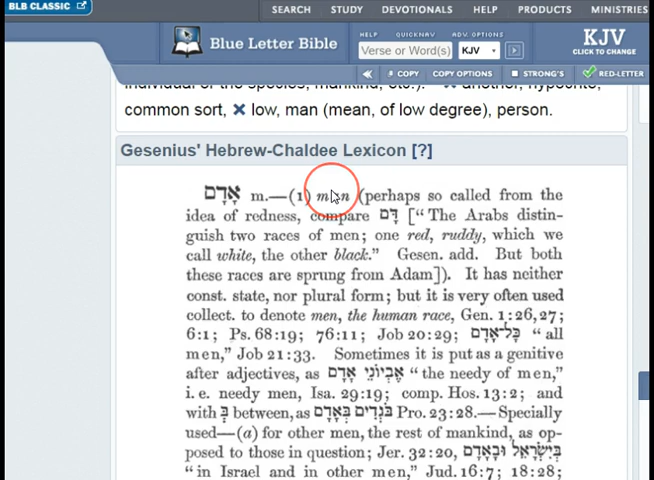 BLB CLASSIC
SEARCH STUDY DEVOTIONALS HELP PRODUCTS MINISTRIES
Blue Letter Bible
HELP QUICKNAV ADV. OPTIONS
Verse or Word(s) KJV
KJV
CLICK TO CHANGE
COPY COPY OPTIONS STRONG'S RED-LETTER
individual or the species, mankind, etc.). × another, hypocrite,
common sort, × low, man (mean, of low degree), person.
Gesenius' Hebrew-Chaldee Lexicon [?]
אָדָם m.—(1) man (perhaps so called from the
idea of redness, compare דָּם [“The Arabs distin-
guish two races of men; one red, ruddy, which we
call white, the other black.” Gesen. add. But both
these races are sprung from Adam]). It has neither
const. state, nor plural form; but it is very often used
collect. to denote men, the human race, Gen. 1:26,27;
6:1; Ps. 68:19; 76:11; Job 20:29; כָּל־אָדָם “all
men,” Job 21:33. Sometimes it is put as a genitive
after adjectives, as אֶבְיוֹנֵי אָדָם “the needy of men,”
i. e. needy men, Isa. 29:19; comp. Hos. 13:2; and
with בְּ between, as בֹּגְדִים בְּאָדָם Pro. 23:28.—Specially
used—(a) for other men, the rest of mankind, as op-
posed to those in question; Jer. 32:20, בְּיִשְׂרָאֵל וּבָאָדָם
“in Israel and in other men,” Jud. 16:7; 18:28;